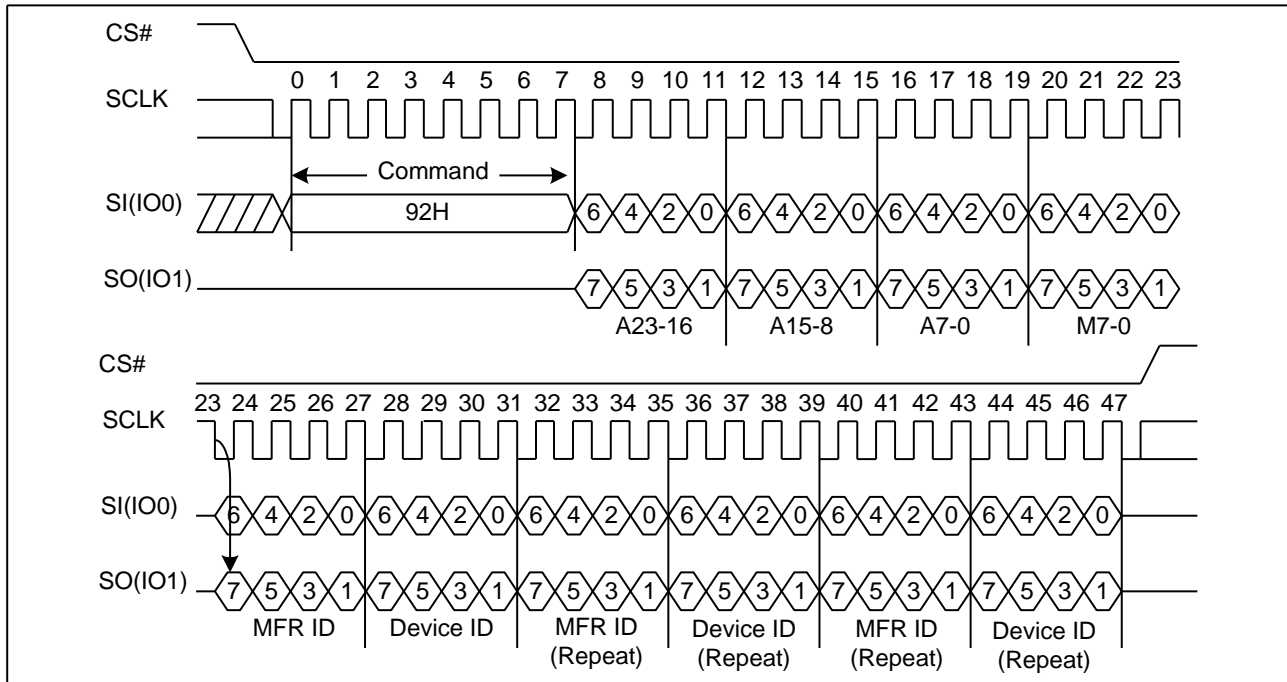 CS#
0 1 2 3 4 5 6 7 8 9 10 11 12 13 14 15 16 17 18 19 20 21 22 23
SCLK
Command
SI(IO0) 92H 6 4 2 0 6 4 2 0 6 4 2 0 6 4 2 0
SO(IO1) 7 5 3 1 7 5 3 1 7 5 3 1 7 5 3 1
A23-16 A15-8 A7-0 M7-0
CS#
23 24 25 26 27 28 29 30 31 32 33 34 35 36 37 38 39 40 41 42 43 44 45 46 47
SCLK
SI(IO0) 6 4 2 0 6 4 2 0 6 4 2 0 6 4 2 0 6 4 2 0 6 4 2 0
SO(IO1) 7 5 3 1 7 5 3 1 7 5 3 1 7 5 3 1 7 5 3 1 7 5 3 1
MFR ID Device ID MFR ID Device ID MFR ID Device ID
(Repeat) (Repeat) (Repeat) (Repeat)